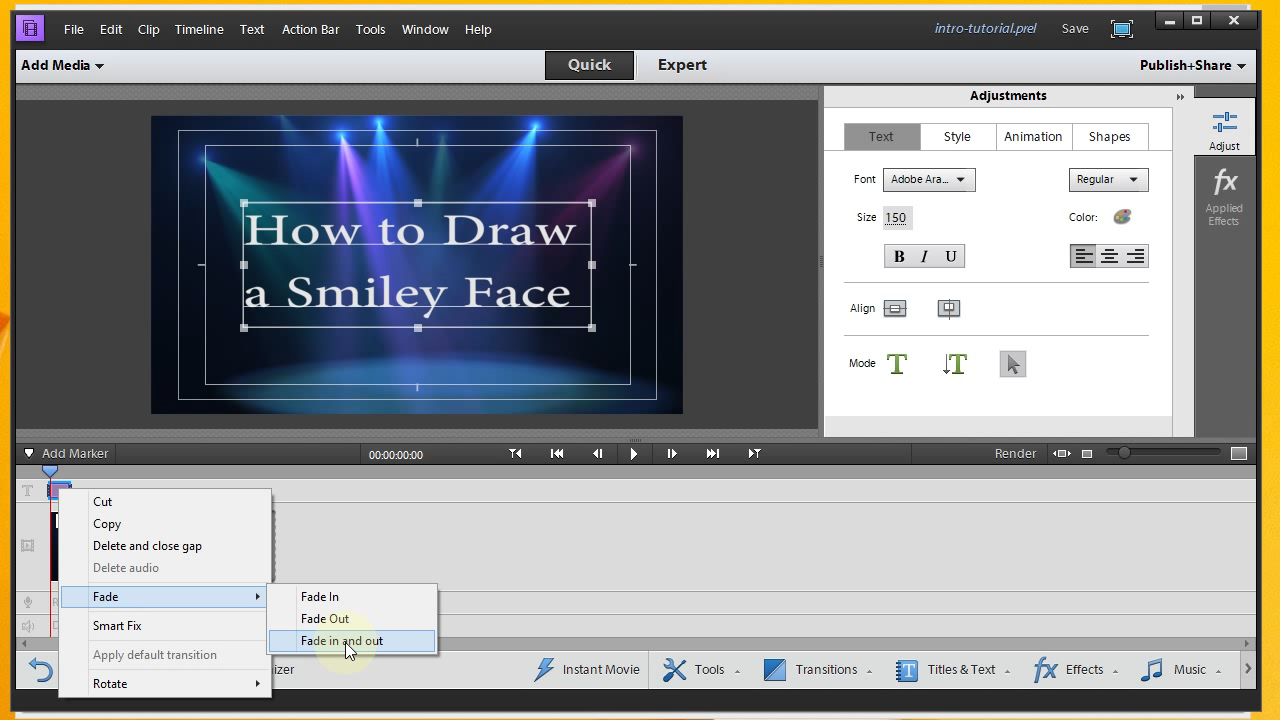 File Edit Clip Timeline Text Action Bar Tools Window Help
intro-tutorial.prel Save
Add Media
Quick Expert
Publish+Share
Adjustments
Text Style Animation Shapes
Font Adobe Ara... Regular
Size 150 Color:
B I U
Align
Mode T T
Adjust
fx
Applied
Effects
How to Draw
a Smiley Face
Add Marker 00:00:00:00 Render
T
Cut
Copy
Delete and close gap
Delete audio
Fade
Smart Fix
Apply default transition
Rotate
Fade In
Fade Out
Fade in and out
Instant Movie Tools Transitions T Titles & Text fx Effects Music